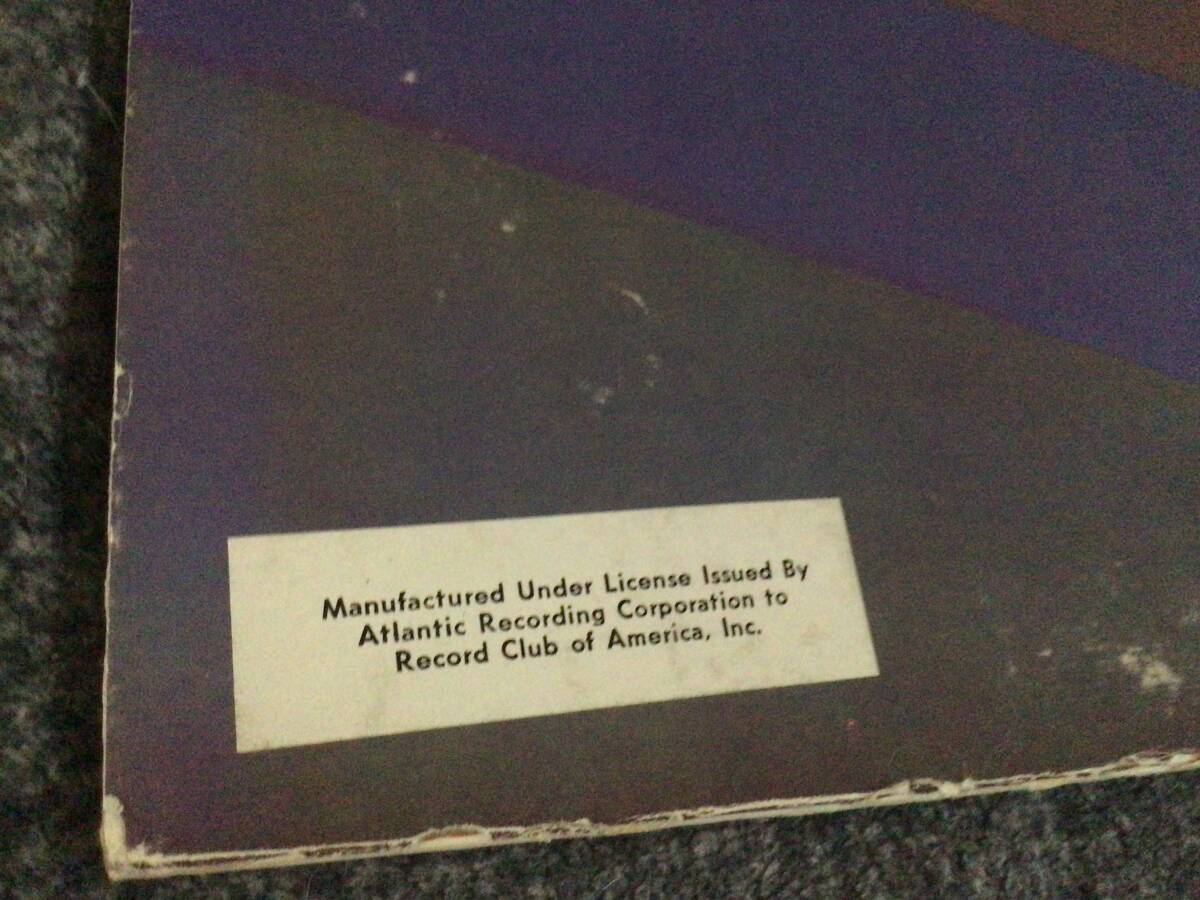 Manufactured Under License Issued By
Atlantic Recording Corporation to
Record Club of America, Inc.